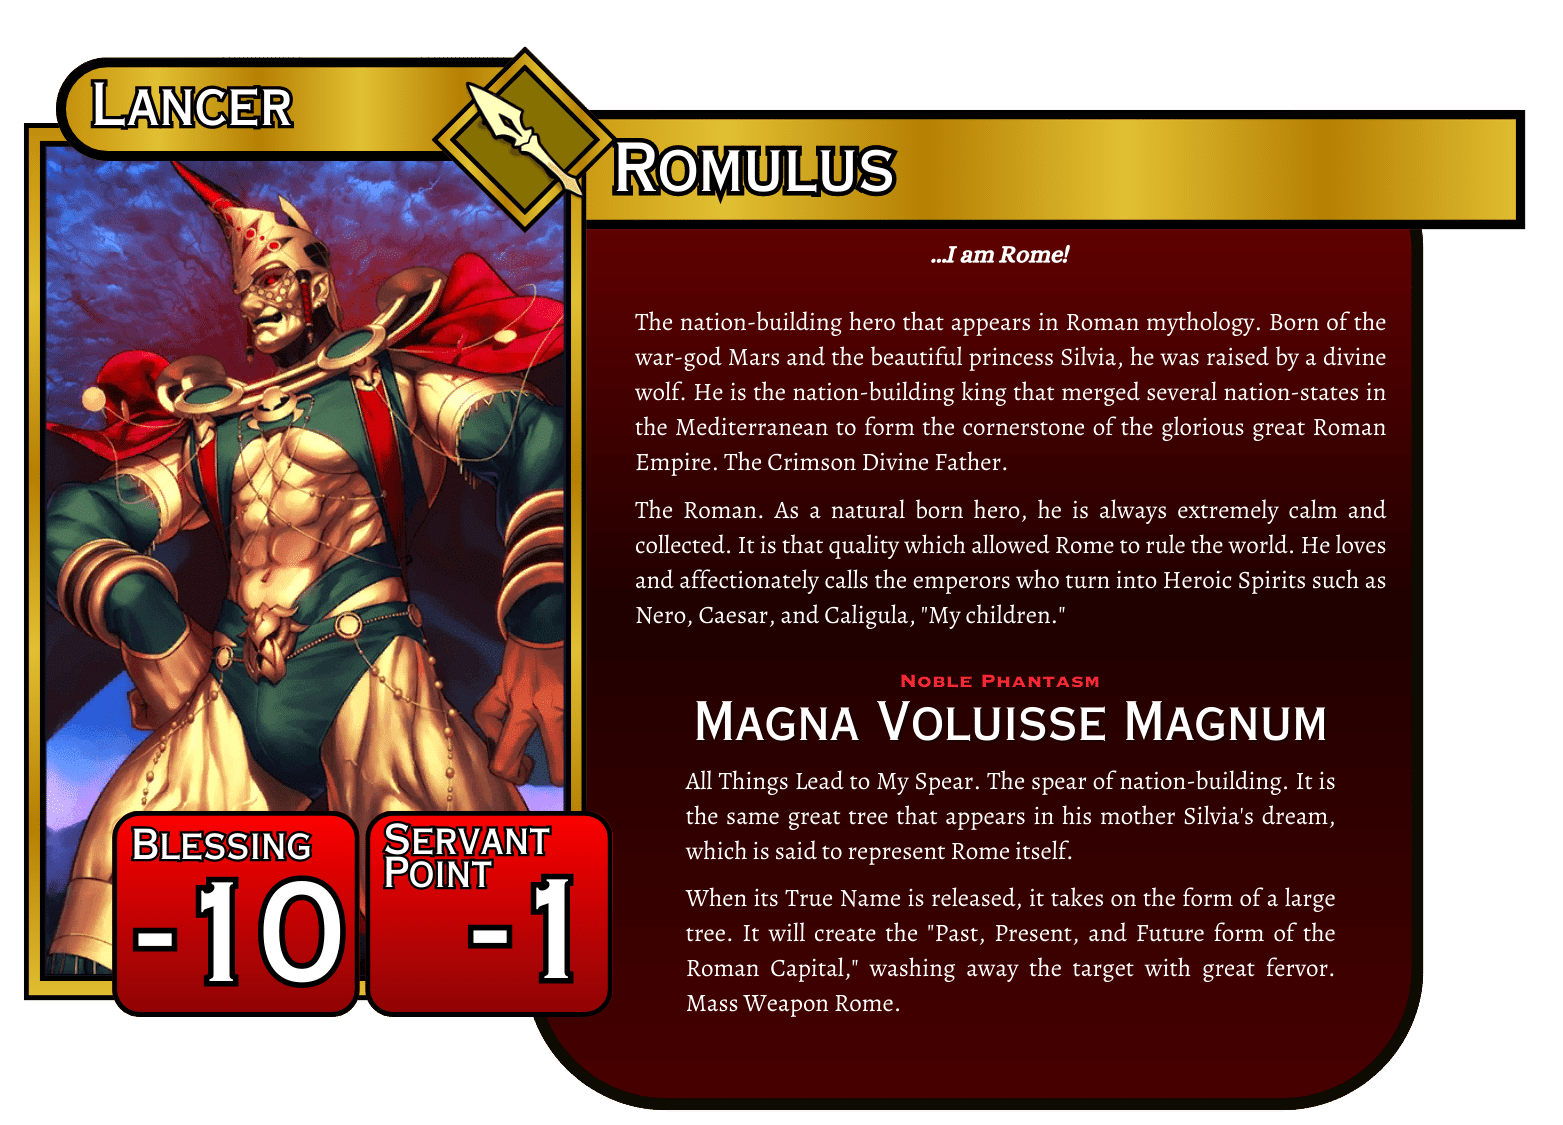 LANCER
ROMULUS
...I am Rome!
The nation-building hero that appears in Roman mythology. Born of the
war-god Mars and the beautiful princess Silvia, he was raised by a divine
wolf. He is the nation-building king that merged several nation-states in
the Mediterranean to form the cornerstone of the glorious great Roman
Empire. The Crimson Divine Father.
The Roman. As a natural born hero, he is always extremely calm and
collected. It is that quality which allowed Rome to rule the world. He loves
and affectionately calls the emperors who turn into Heroic Spirits such as
Nero, Caesar, and Caligula, "My children."
NOBLE PHANTASM
MAGNA VOLUISSE MAGNUM
All Things Lead to My Spear. The spear of nation-building. It is
the same great tree that appears in his mother Silvia's dream,
which is said to represent Rome itself.
When its True Name is released, it takes on the form of a large
tree. It will create the "Past, Present, and Future form of the
Roman Capital," washing away the target with great fervor.
Mass Weapon Rome.
BLESSING
-10
SERVANT
POINT
-1